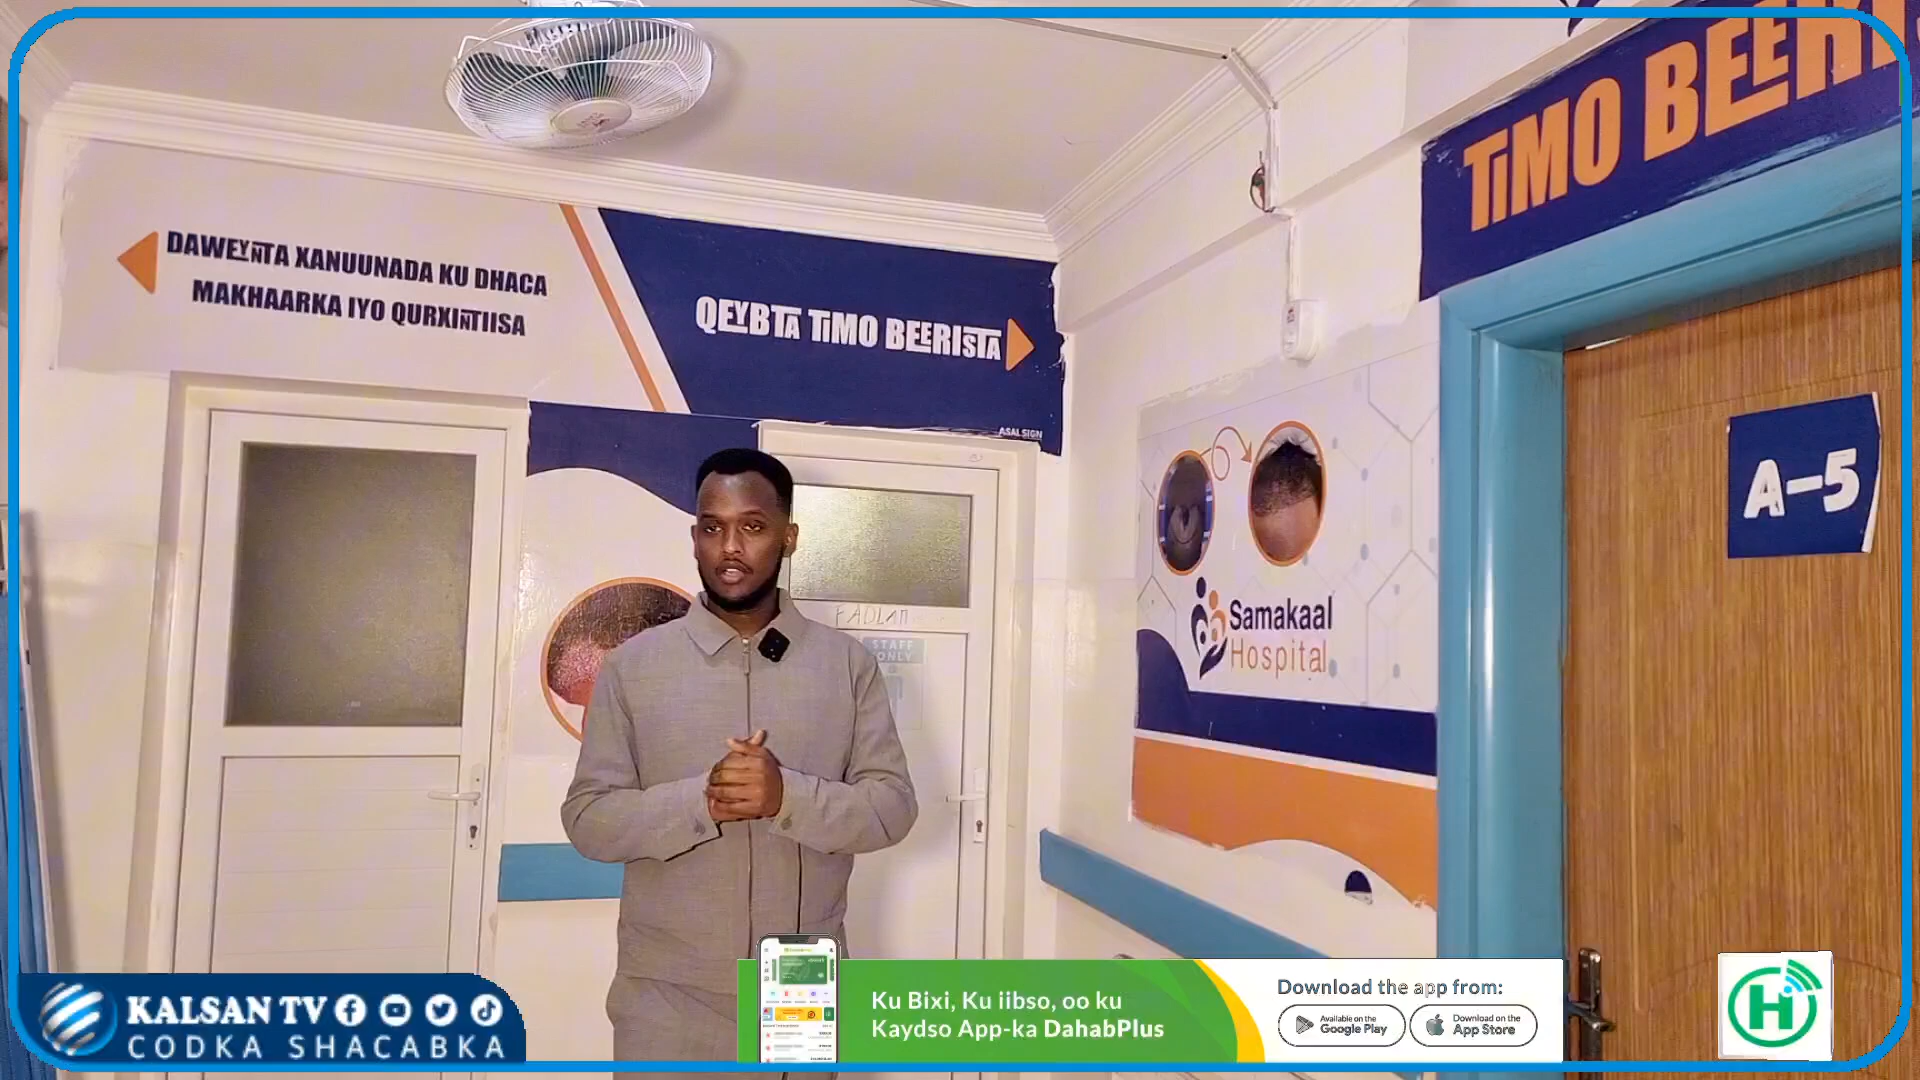 TiMO BEERIS
DAWEYNTA XANUUNADA KU DHACA
MAKHAARKA IYO QURXINTIISA
QEYBTA TiMO BEERISTA
ASAL SIGN
A-5
FADLAN
STAFF
ONLY
Samakaal
Hospital
KALSAN TV
CODKA SHACABKA
Ku Bixi, Ku iibso, oo ku
Kaydso App-ka DahabPlus
Download the app from:
Available on the
Google Play
Download on the
App Store
H